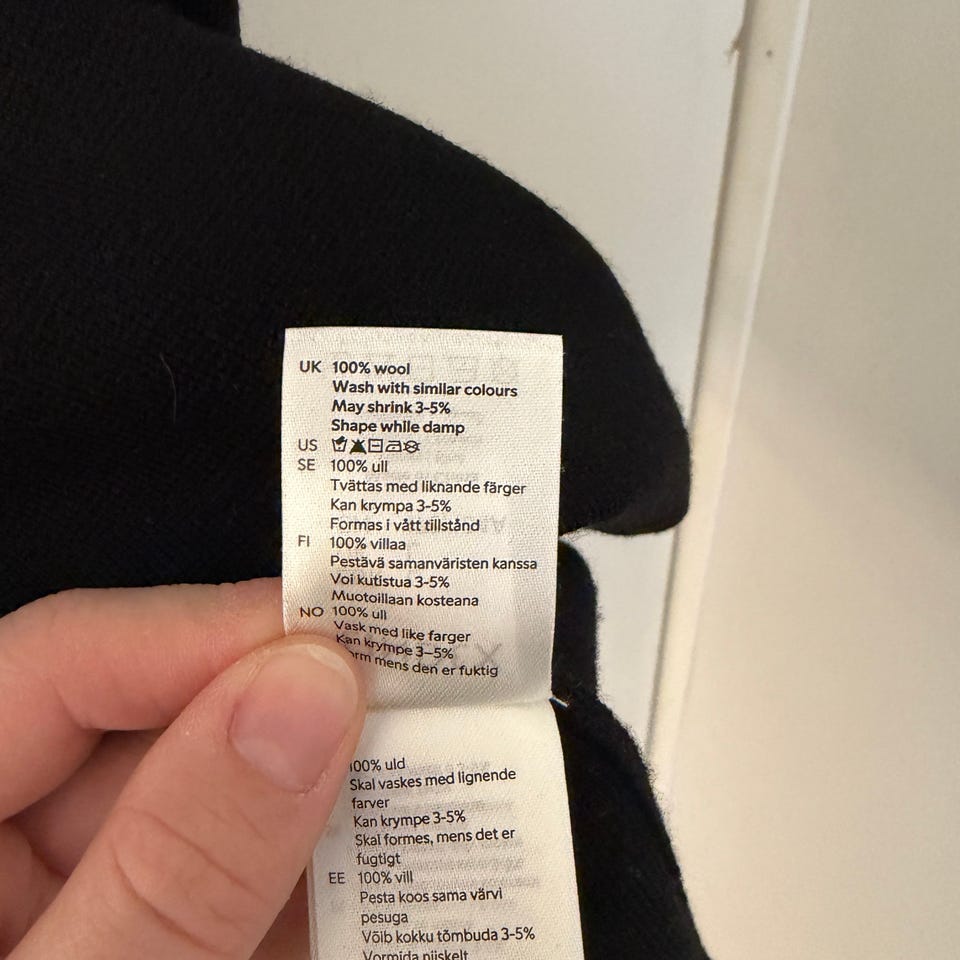 UK 100% wool
Wash with similar colours
May shrink 3-5%
Shape while damp
US
SE 100% ull
Tvättas med liknande färger
Kan krympa 3-5%
Formas i vått tillstånd
FI 100% villaa
Pestävä samanväristen kanssa
Voi kutistua 3-5%
Muotoillaan kosteana
NO 100% ull
Vask med like farger
Kan krympe 3-5%
mens den er fuktig
100% uld
Skal vaskes med lignende
farver
Kan krympe 3-5%
Skal formes, mens det er
fugtigt
EE 100% vill
Pesta koos sama värvi
pesuga
Võib kokku tõmbuda 3-5%
Vormida niiskelt